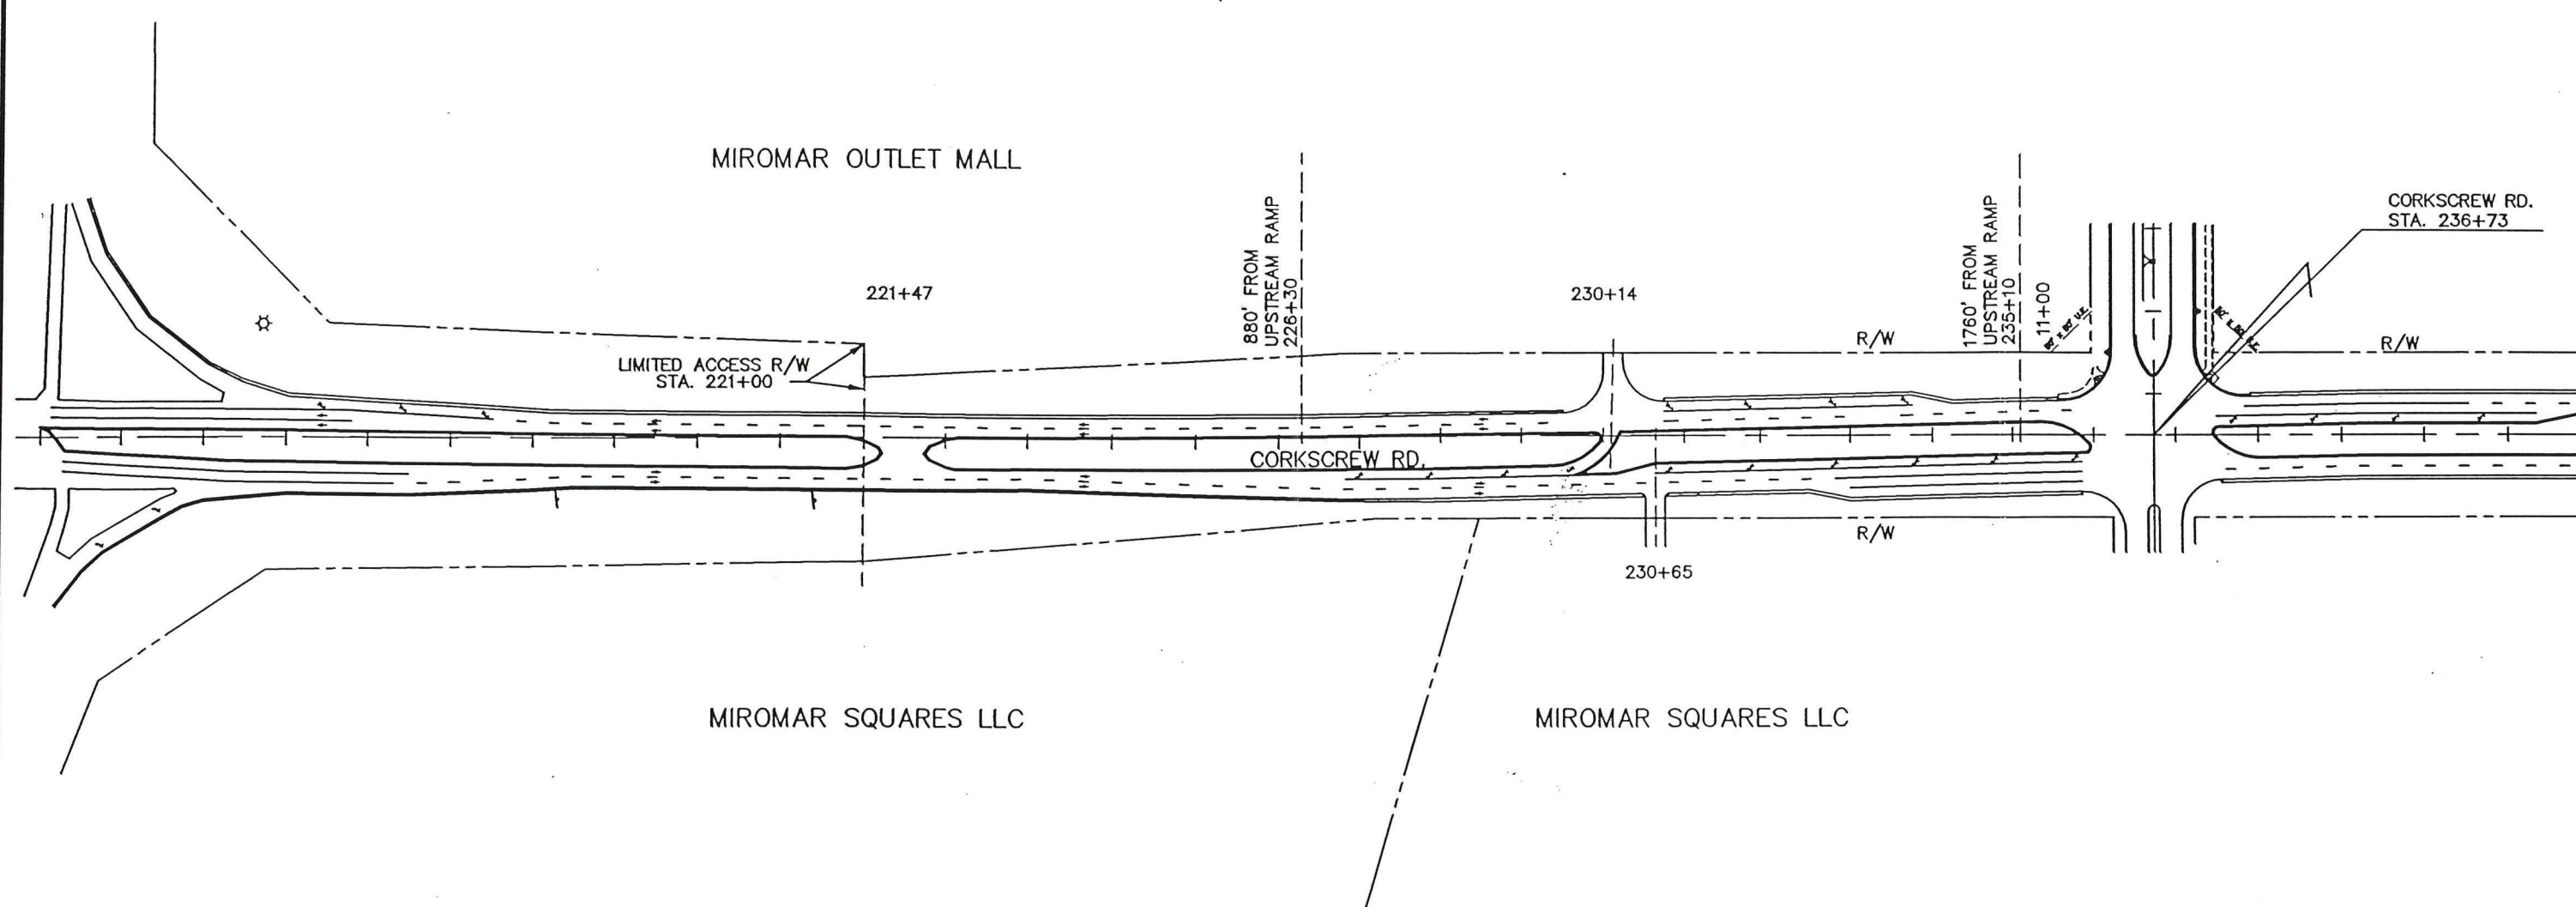 MIROMAR OUTLET MALL
CORKSCREW RD.
STA. 236+73
880' FROM
UPSTREAM RAMP
226+30
1760' FROM
UPSTREAM RAMP
235+10
11+00
221+47
230+14
R/W
R/W
LIMITED ACCESS R/W
STA. 221+00
CORKSCREW RD.
R/W
230+65
MIROMAR SQUARES LLC
MIROMAR SQUARES LLC